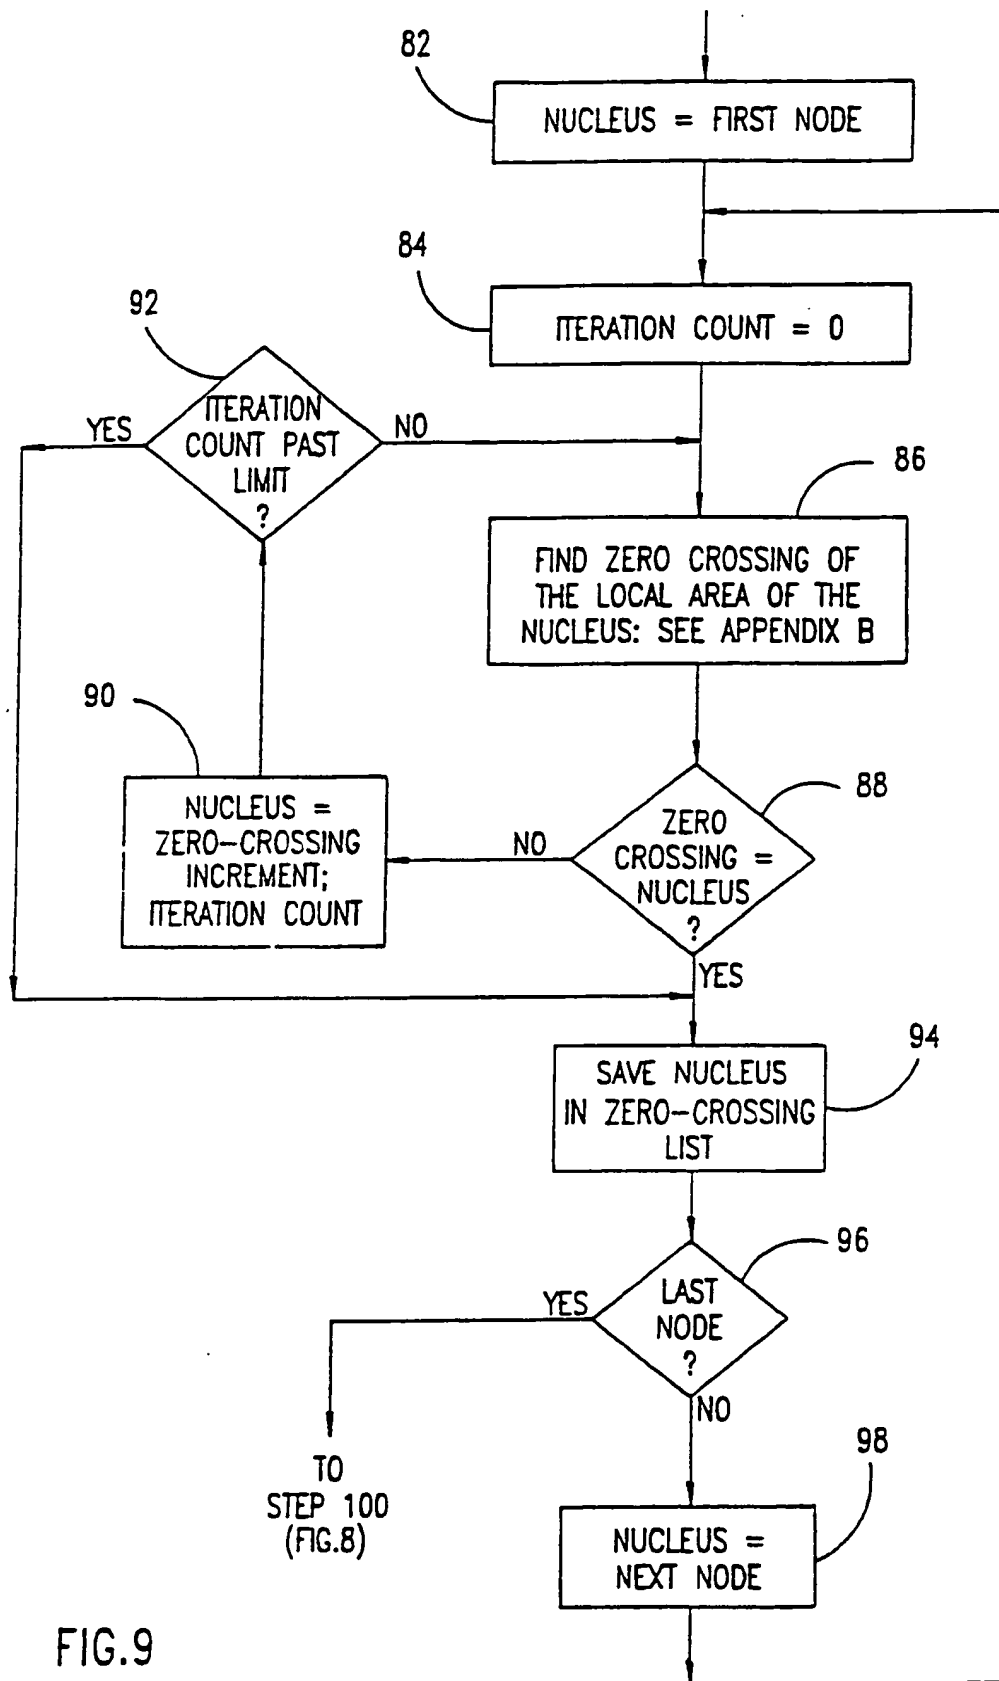 82
NUCLEUS = FIRST NODE
84
ITERATION COUNT = 0
92
ITERATION
COUNT PAST
LIMIT
?
YES
NO
86
FIND ZERO CROSSING OF
THE LOCAL AREA OF THE
NUCLEUS: SEE APPENDIX B
90
NUCLEUS =
ZERO-CROSSING
INCREMENT;
ITERATION COUNT
88
ZERO
CROSSING =
NUCLEUS
?
NO
YES
94
SAVE NUCLEUS
IN ZERO-CROSSING
LIST
96
LAST
NODE
?
YES
NO
TO
STEP 100
(FIG.8)
98
NUCLEUS =
NEXT NODE
FIG.9